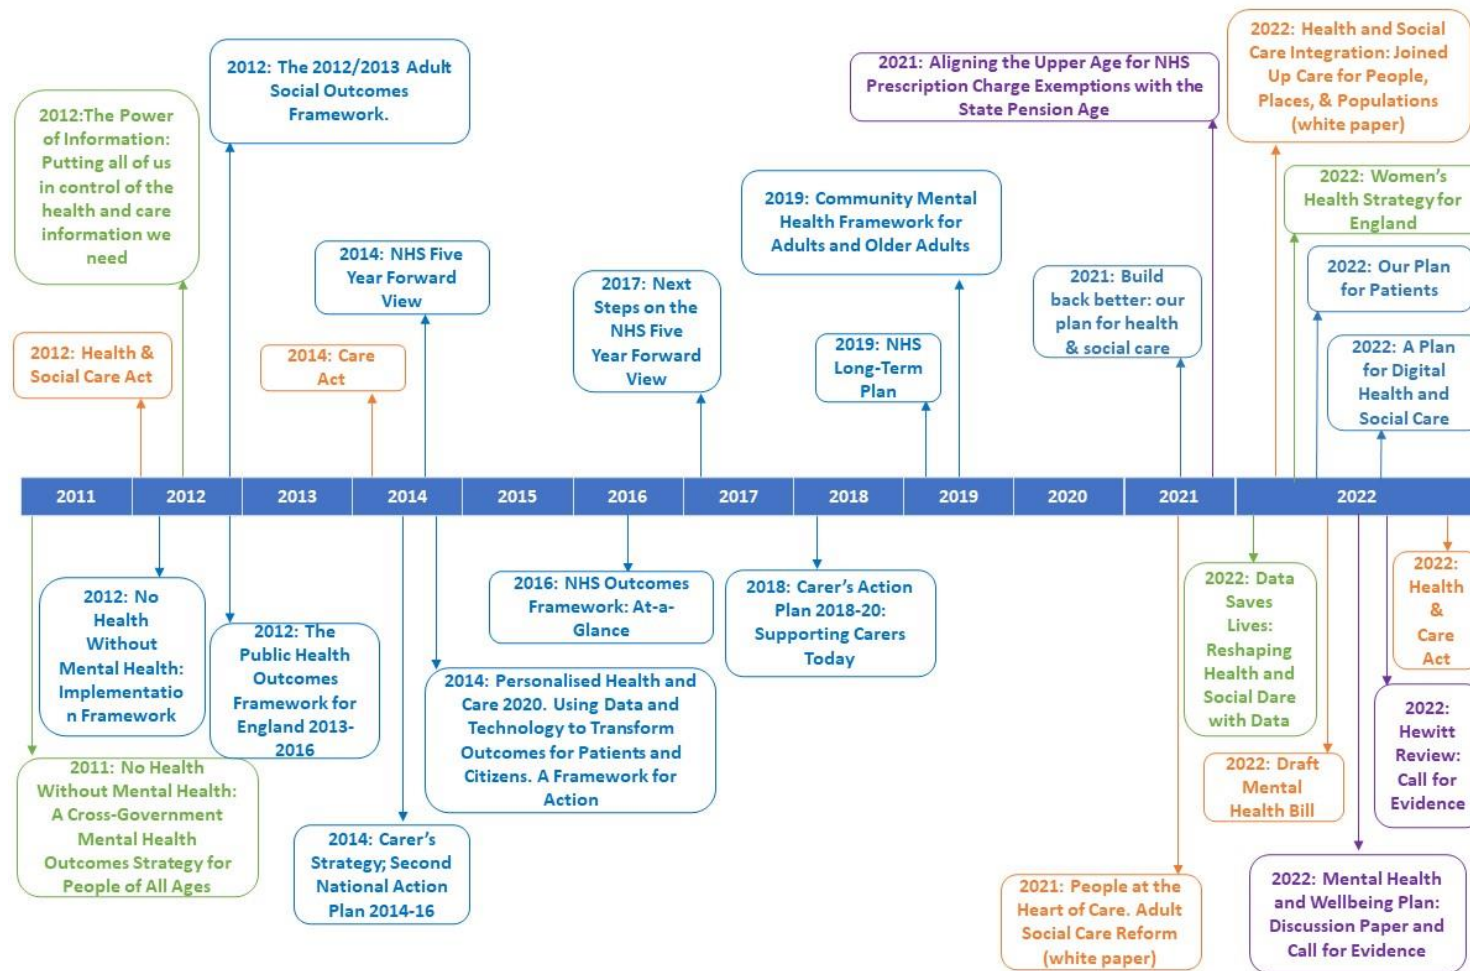 2012:The Power
of Information:
Putting all of us
in control of the
health and care
information we
need
2012: The 2012/2013 Adult
Social Outcomes
Framework.
2012: Health &
Social Care Act
2014: NHS Five
Year Forward
View
2014: Care
Act
2017: Next
Steps on the
NHS Five
Year Forward
View
2021: Aligning the Upper Age for NHS
Prescription Charge Exemptions with the
State Pension Age
2019: Community Mental
Health Framework for
Adults and Older Adults
2019: NHS
Long-Term
Plan
2021: Build
back better: our
plan for health
& social care
2022: Health and Social
Care Integration: Joined
Up Care for People,
Places, & Populations
(white paper)
2022: Women's
Health Strategy for
England
2022: Our Plan
for Patients
2022: A Plan
for Digital
Health and
Social Care
2011 2012 2013 2014 2015 2016 2017 2018 2019 2020 2021 2022
2012: No
Health
Without
Mental Health:
Implementatio
n Framework
2011: No Health
Without Mental Health:
A Cross-Government
Mental Health
Outcomes Strategy for
People of All Ages
2012: The
Public Health
Outcomes
Framework for
England 2013-
2016
2014: Carer's
Strategy; Second
National Action
Plan 2014-16
2014: Personalised Health and
Care 2020. Using Data and
Technology to Transform
Outcomes for Patients and
Citizens. A Framework for
Action
2016: NHS Outcomes
Framework: At-a-
Glance
2018: Carer's Action
Plan 2018-20:
Supporting Carers
Today
2021: People at the
Heart of Care. Adult
Social Care Reform
(white paper)
2022: Data
Saves
Lives:
Reshaping
Health and
Social Dare
with Data
2022: Draft
Mental
Health Bill
2022:
Health
&
Care
Act
2022:
Hewitt
Review:
Call for
Evidence
2022: Mental Health
and Wellbeing Plan:
Discussion Paper and
Call for Evidence